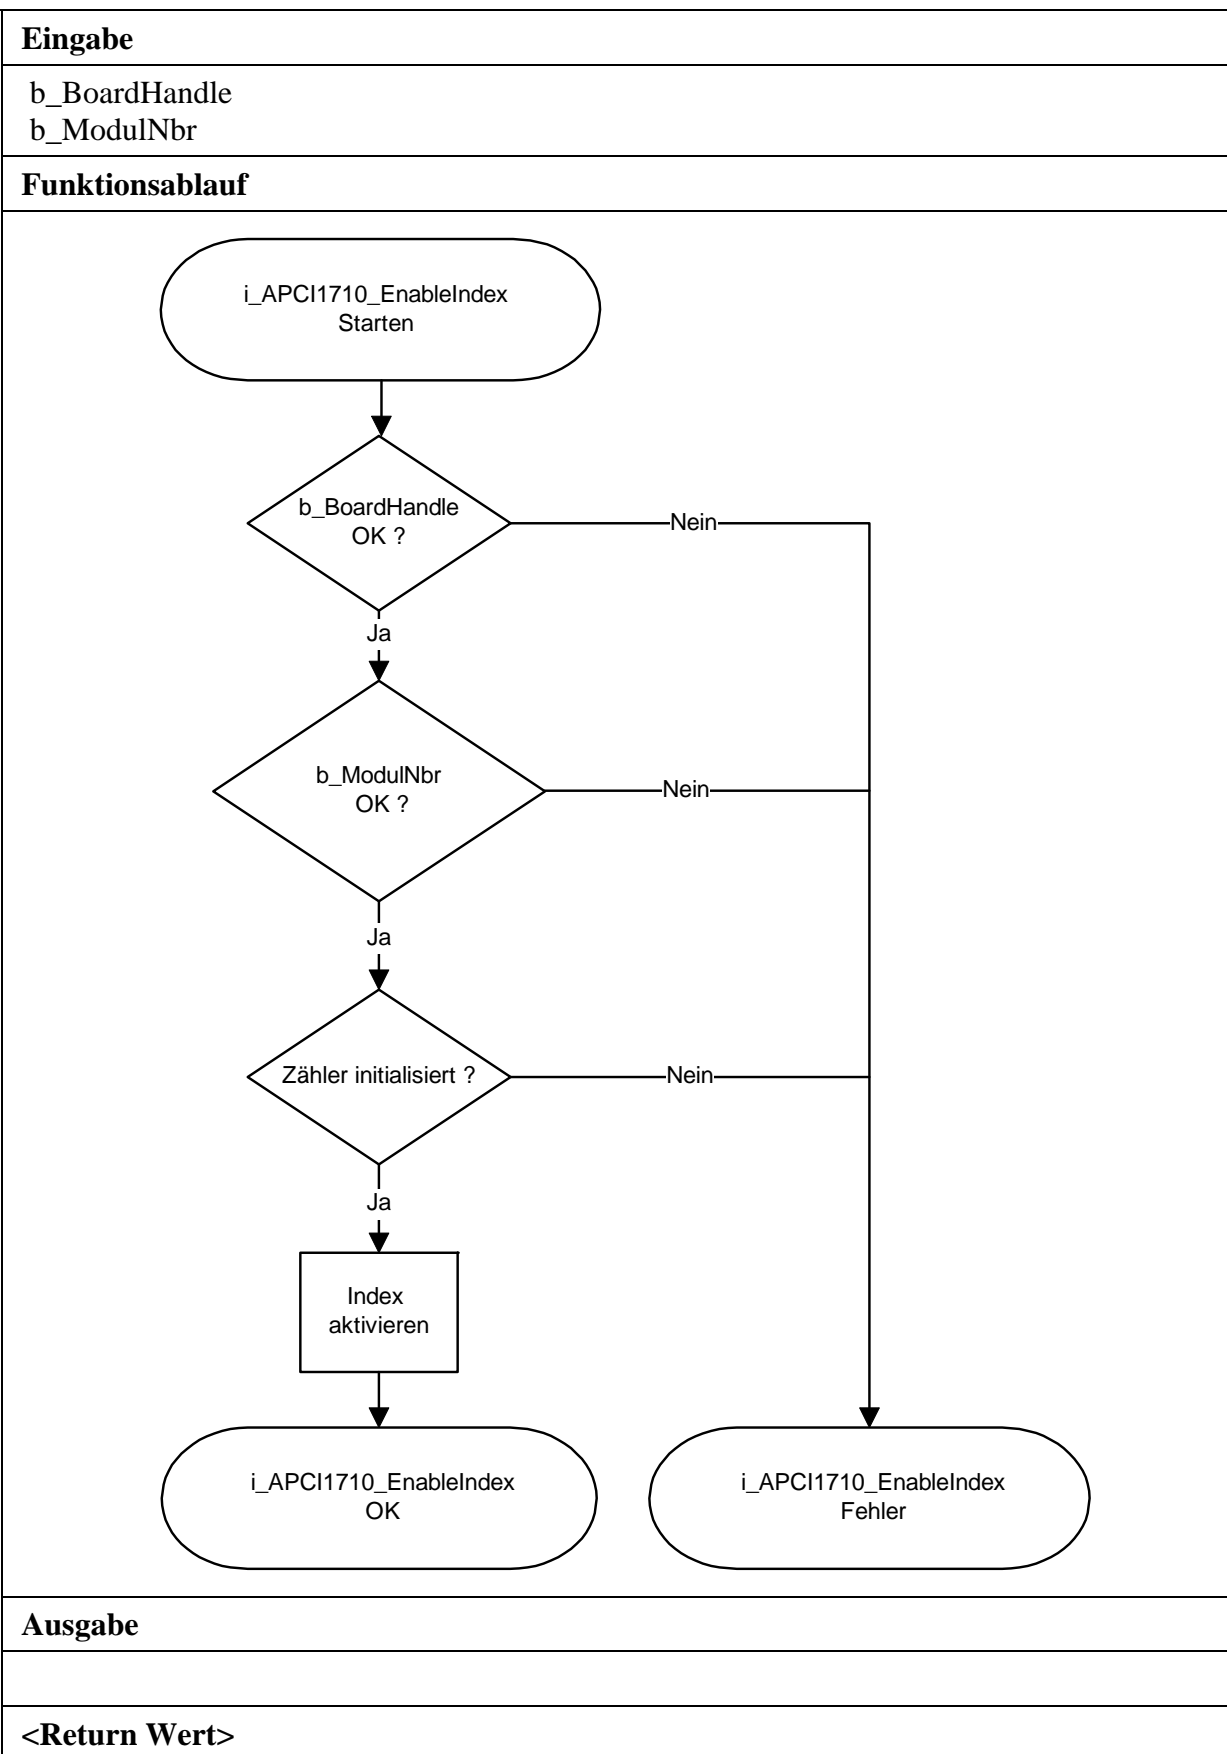 Eingabe
b_BoardHandle
b_ModulNbr
Funktionsablauf
i_APCI1710_EnableIndex
Starten
b_BoardHandle
OK ?
Nein
Ja
b_ModulNbr
OK ?
Nein
Ja
Zähler initialisiert ?
Nein
Ja
Index
aktivieren
i_APCI1710_EnableIndex
OK
i_APCI1710_EnableIndex
Fehler
Ausgabe
<Return Wert>